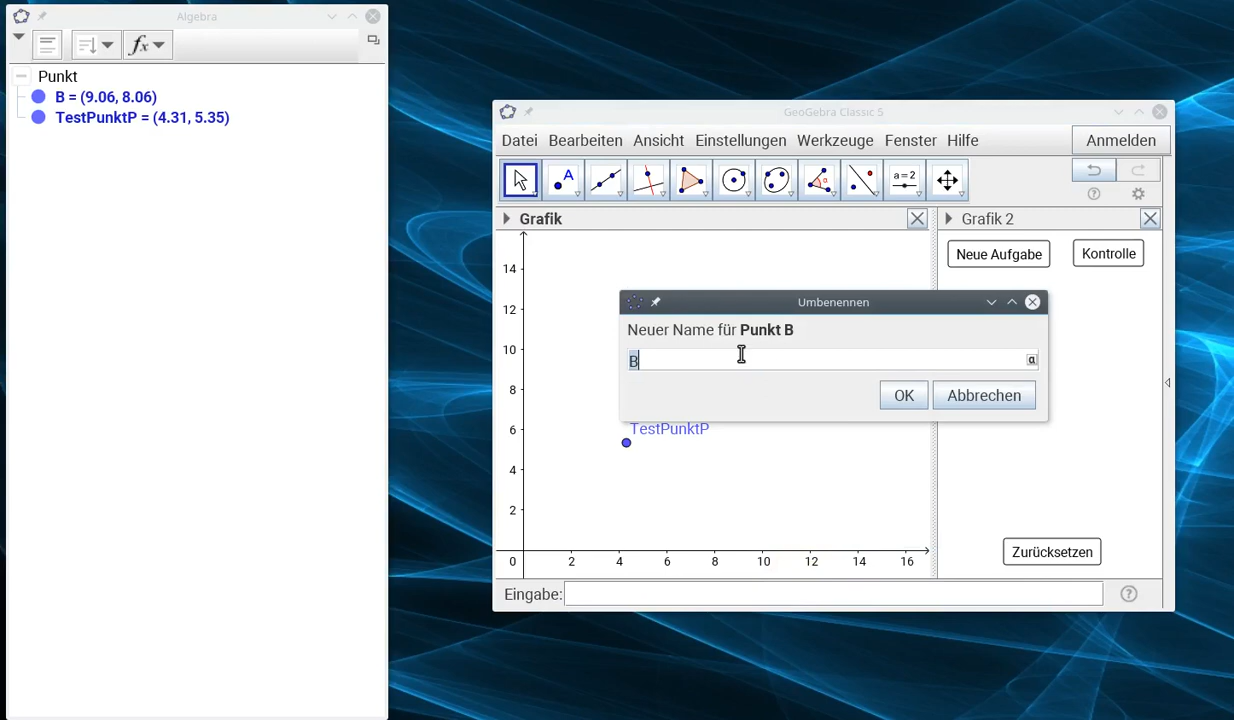 Algebra
fx
Punkt
B = (9.06, 8.06)
TestPunktP = (4.31, 5.35)
GeoGebra Classic 5
Datei Bearbeiten Ansicht Einstellungen Werkzeuge Fenster Hilfe Anmelden
A α a=2
Grafik
Grafik 2
Neue Aufgabe Kontrolle
Umbenennen
Neuer Name für Punkt B
B α
OK Abbrechen
TestPunktP
14
12
10
8
6
4
2
0 2 4 6 8 10 12 14 16
Zurücksetzen
Eingabe: